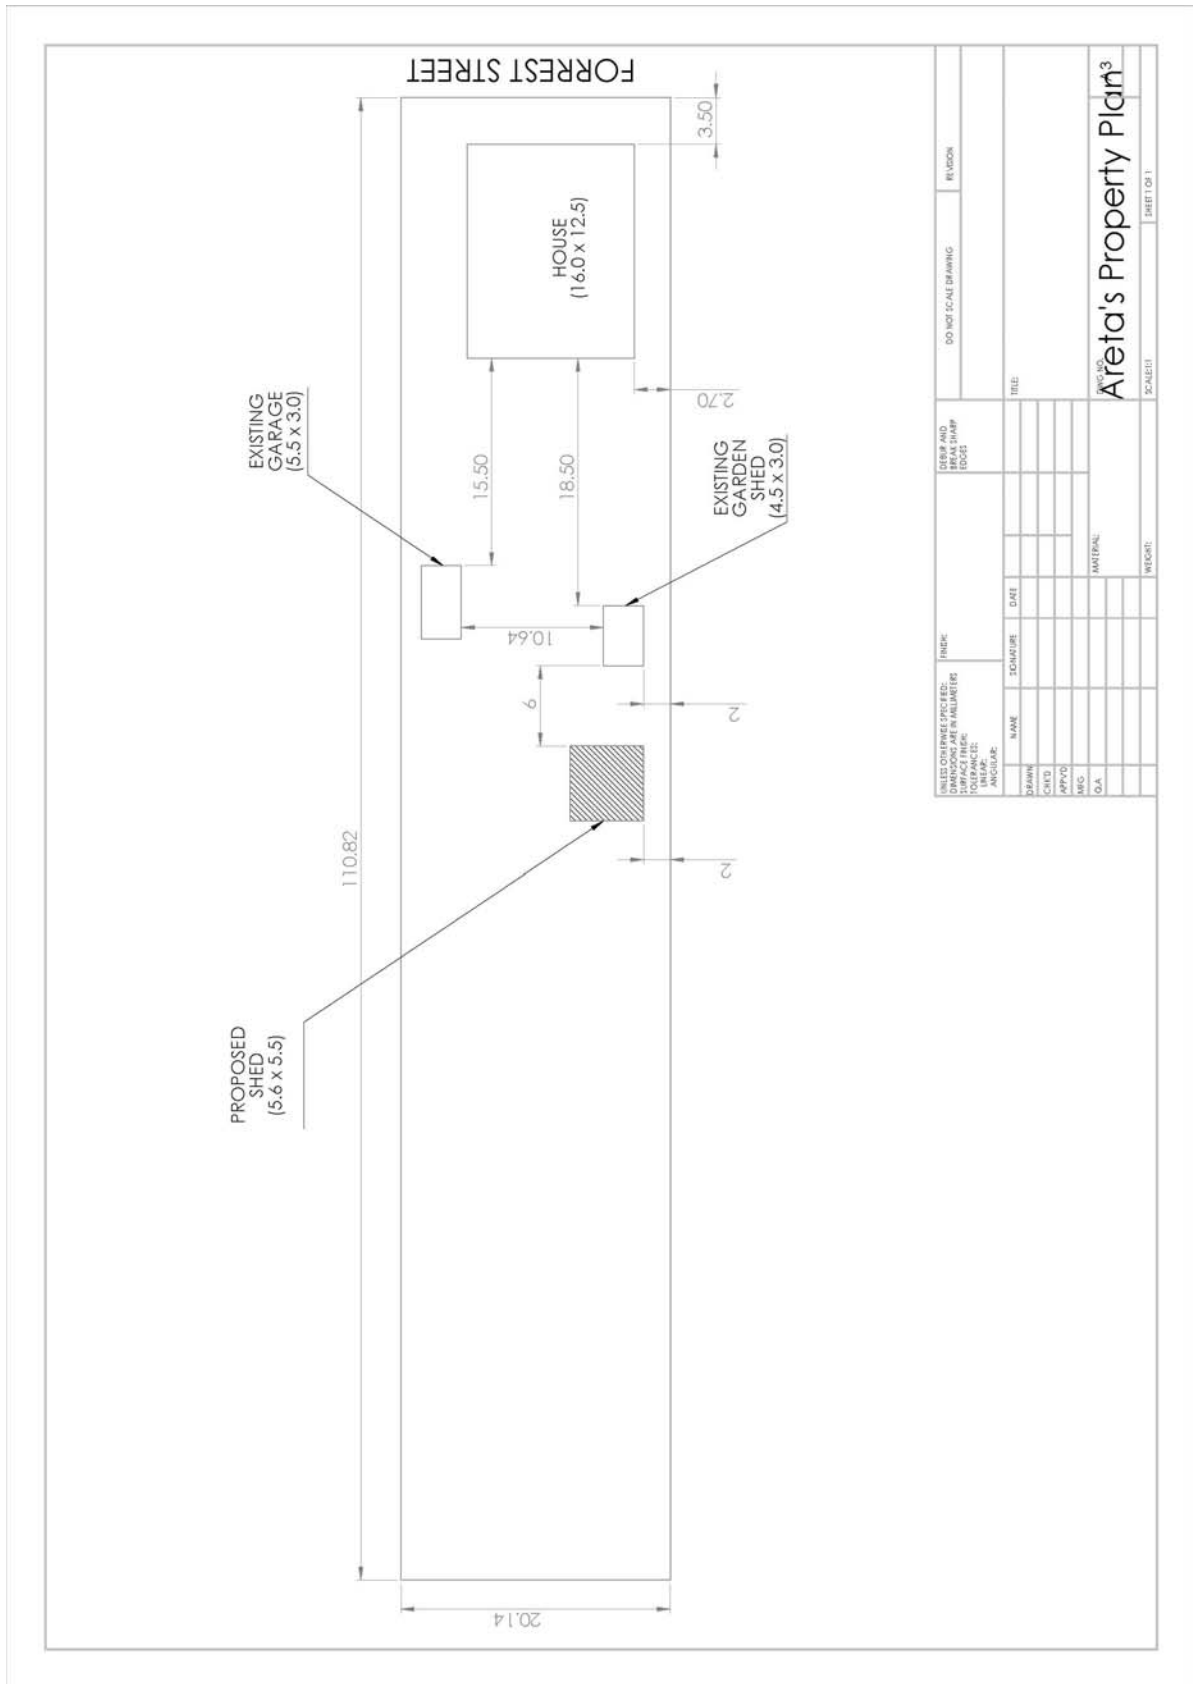 FORREST STREET
3.50
HOUSE
(16.0 x 12.5)
EXISTING
GARAGE
(5.5 x 3.0)
15.50
18.50
2.70
EXISTING
GARDEN
SHED
(4.5 x 3.0)
10.64
6
2
2
110.82
PROPOSED
SHED
(5.6 x 5.5)
20.14
UNLESS OTHERWISE SPECIFIED:
DIMENSIONS ARE IN MILLIMETERS
SURFACE FINISH:
TOLERANCES:
LINEAR:
ANGULAR:
FINISH:
DEBUR AND
BREAK SHARP
EDGES
DO NOT SCALE DRAWING
REVISION
NAME
SIGNATURE
DATE
TITLE:
DRAWN
CHK'D
APPV'D
MFG
Q.A
MATERIAL:
DWG NO.
Areta's Property Plan
A3
WEIGHT:
SCALE:1:1
SHEET 1 OF 1